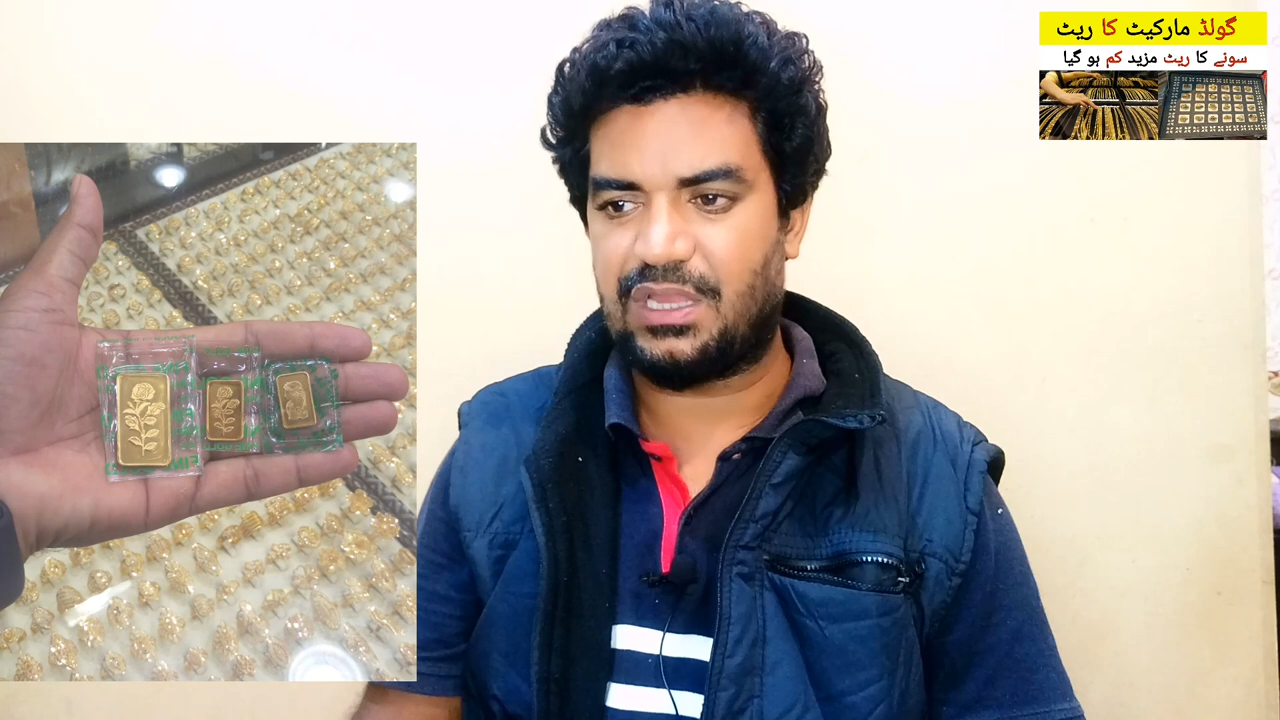 گولڈ مارکیٹ کا ریٹ
سونے کا ریٹ مزید کم ہو گیا